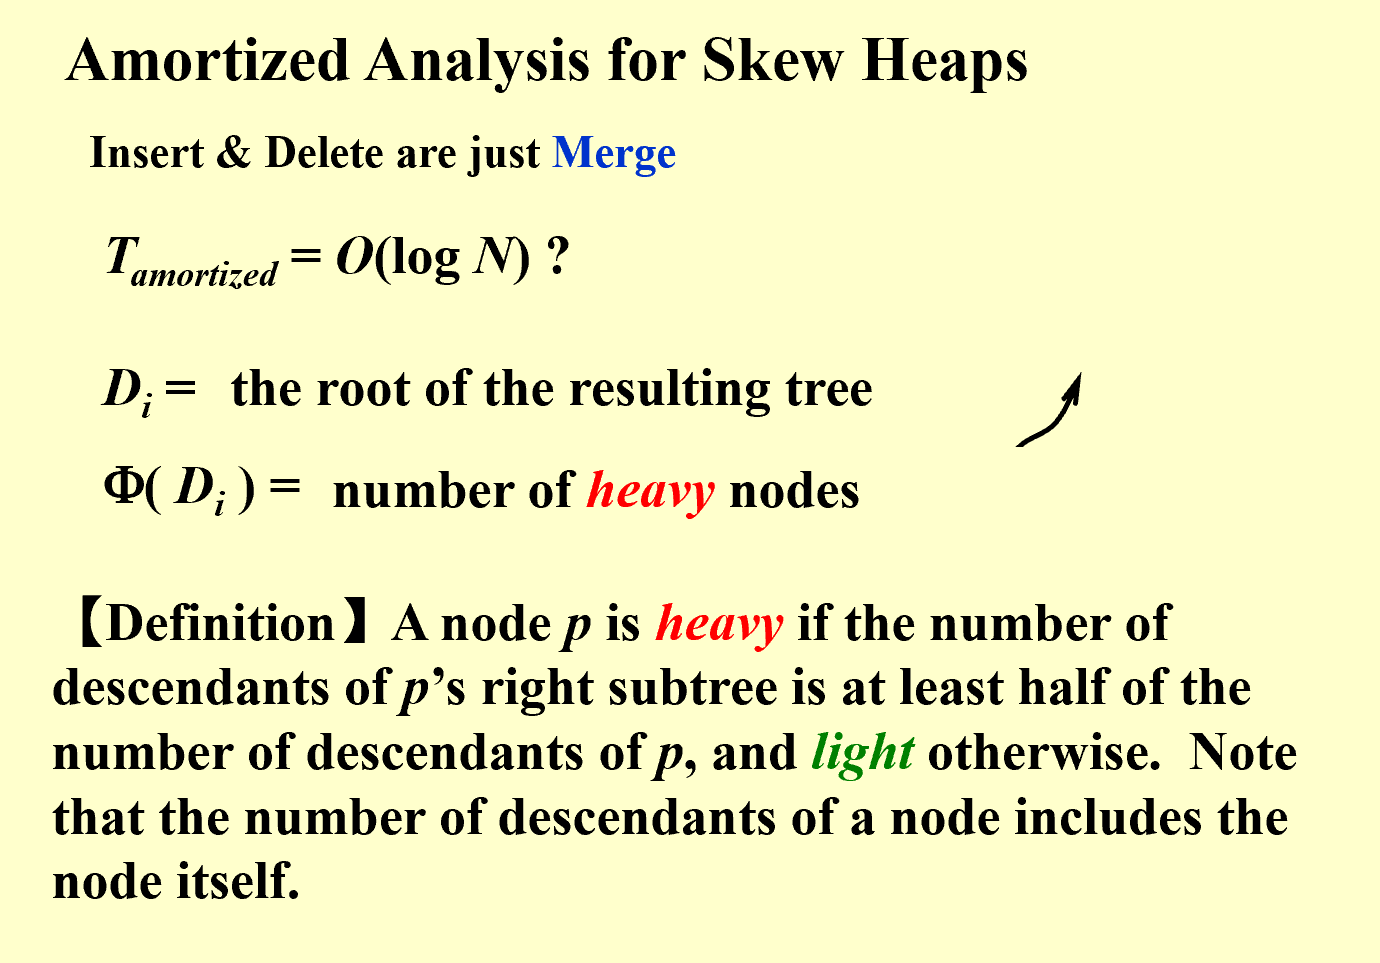 Amortized Analysis for Skew Heaps
Insert & Delete are just Merge
T_amortized = O(log N) ?
D_i = the root of the resulting tree
Φ( D_i ) = number of heavy nodes
【Definition】A node p is heavy if the number of
descendants of p’s right subtree is at least half of the
number of descendants of p, and light otherwise. Note
that the number of descendants of a node includes the
node itself.